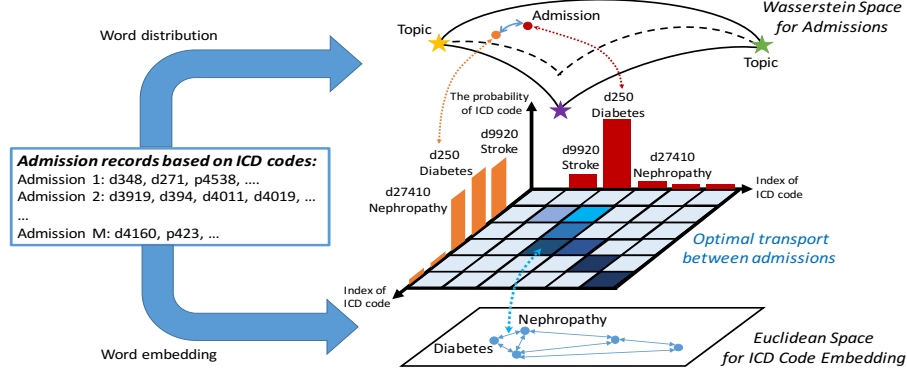 Wasserstein Space
for Admissions
Word distribution
Admission
Topic
Topic
The probability
of ICD code
d250
Diabetes
d9920
Stroke
d250
Diabetes
d9920
Stroke
d27410
Nephropathy
d27410
Nephropathy
Index of
ICD code
Admission records based on ICD codes:
Admission 1: d348, d271, p4538, ....
Admission 2: d3919, d394, d4011, d4019, ...
...
Admission M: d4160, p423, ...
Optimal transport
between admissions
Index of
ICD code
Nephropathy
Diabetes
Euclidean Space
for ICD Code Embedding
Word embedding